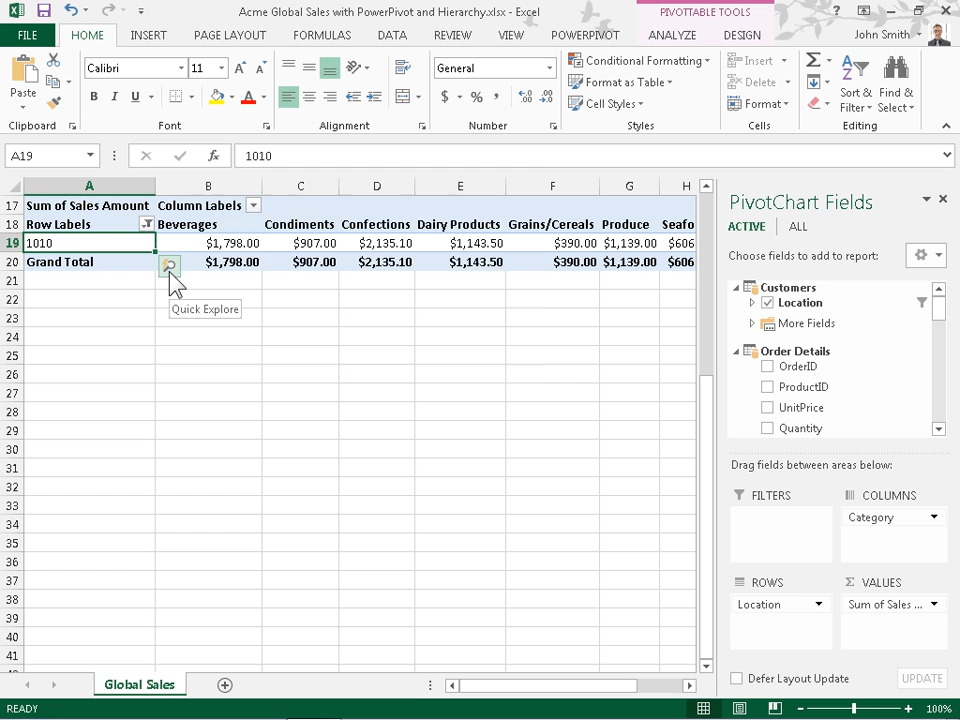 Acme Global Sales with PowerPivot and Hierarchy.xlsx - Excel
PIVOTTABLE TOOLS
FILE HOME INSERT PAGE LAYOUT FORMULAS DATA REVIEW VIEW POWERPIVOT ANALYZE DESIGN John Smith
Paste
Calibri 11
B I U A
General
$ % ,
Conditional Formatting
Format as Table
Cell Styles
Insert
Delete
Format
Sort & Filter
Find & Select
Clipboard Font Alignment Number Styles Cells Editing
A19 fx 1010
A B C D E F G H
17 Sum of Sales Amount Column Labels
18 Row Labels Beverages Condiments Confections Dairy Products Grains/Cereals Produce Seafo
19 1010 $1,798.00 $907.00 $2,135.10 $1,143.50 $390.00 $1,139.00 $606
20 Grand Total $1,798.00 $907.00 $2,135.10 $1,143.50 $390.00 $1,139.00 $606
21
22
Quick Explore
23
24
25
26
27
28
29
30
31
32
33
34
35
36
37
38
39
40
41
PivotChart Fields
ACTIVE ALL
Choose fields to add to report:
Customers
Location
More Fields
Order Details
OrderID
ProductID
UnitPrice
Quantity
Drag fields between areas below:
FILTERS COLUMNS
Category
ROWS Σ VALUES
Location Sum of Sales ...
Defer Layout Update UPDATE
Global Sales
READY 100%